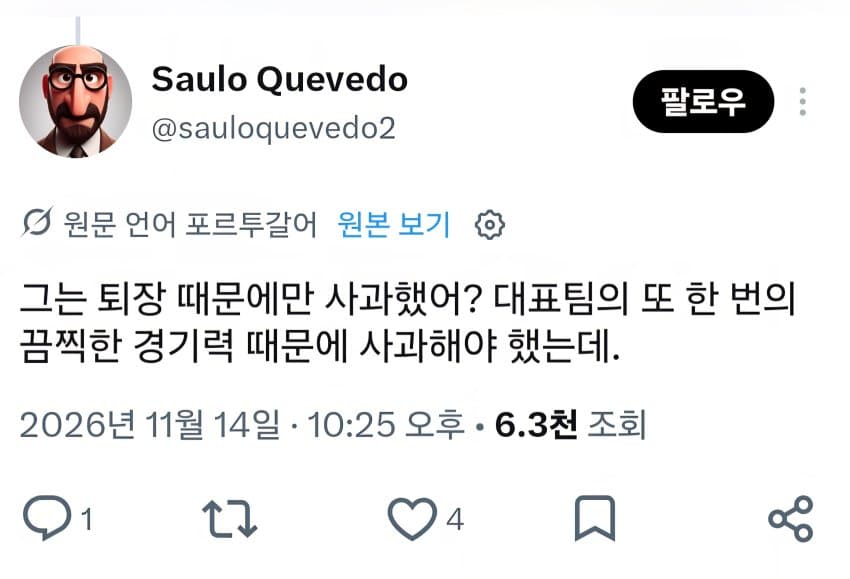 Saulo Quevedo
@sauloquevedo2
팔로우
원문 언어 포르투갈어 원본 보기
그는 퇴장 때문에만 사과했어? 대표팀의 또 한 번의
끔찍한 경기력 때문에 사과해야 했는데.
2026년 11월 14일 · 10:25 오후 · 6.3천 조회
1
4